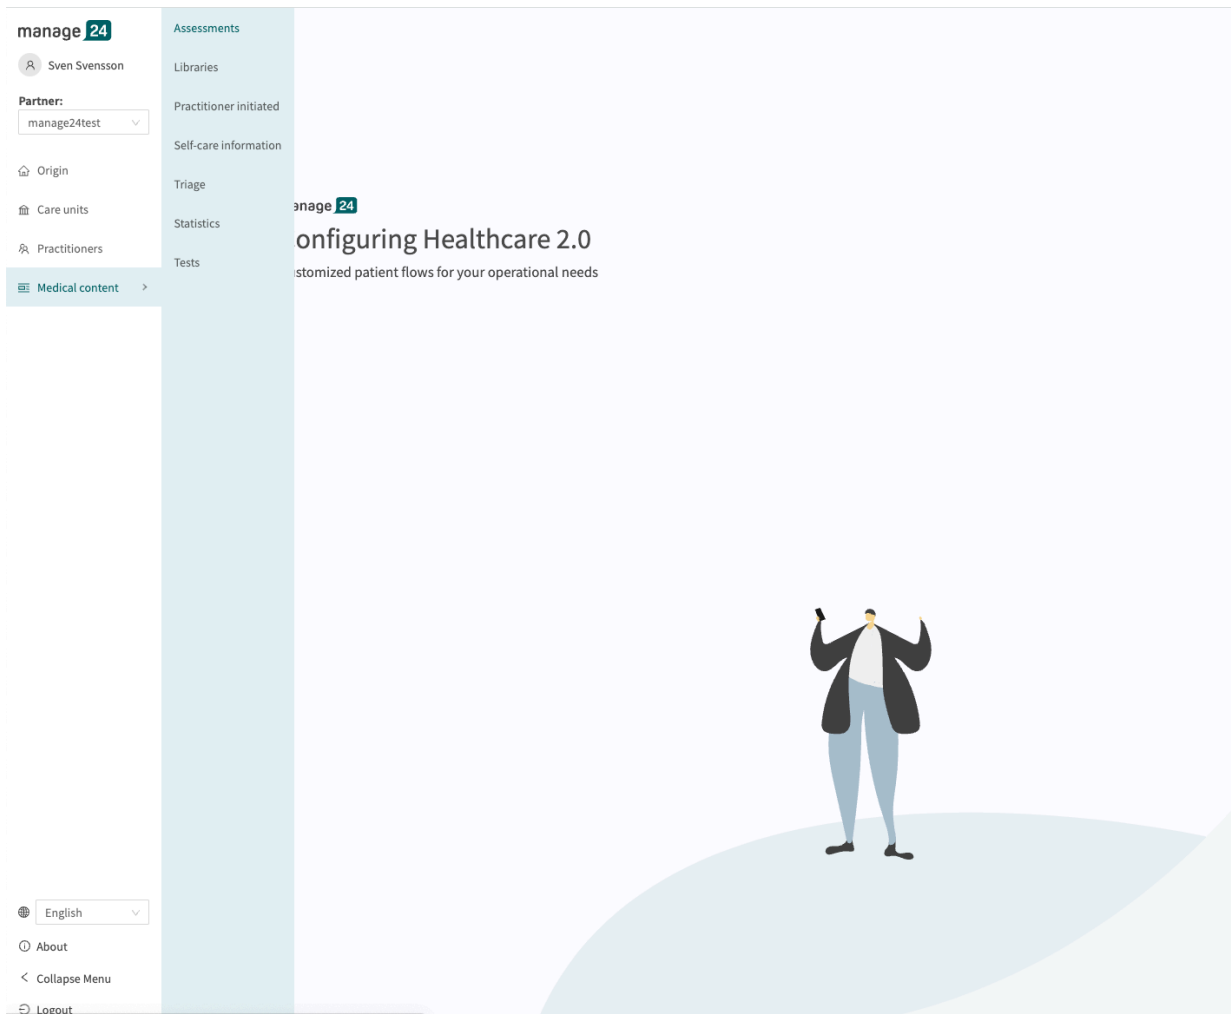 manage 24
Sven Svensson
Partner:
manage24test
Origin
Care units
Practitioners
Medical content
English
About
Collapse Menu
Logout
Assessments
Libraries
Practitioner initiated
Self-care information
Triage
Statistics
Tests
anage 24
onfiguring Healthcare 2.0
stomized patient flows for your operational needs